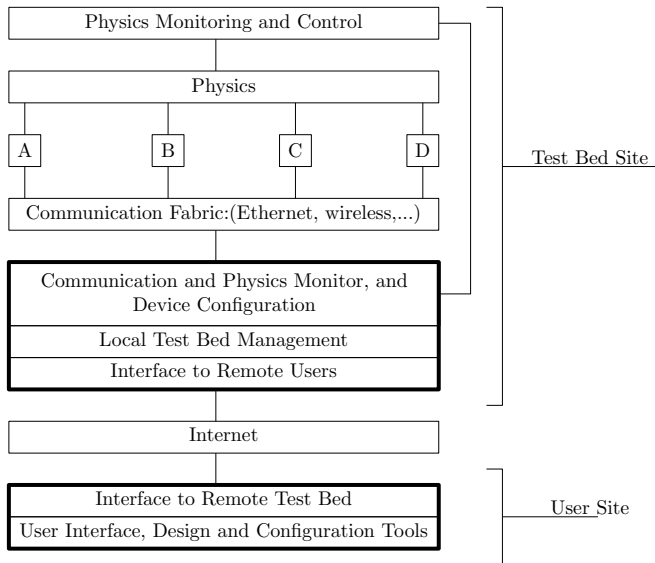 Physics Monitoring and Control
Physics
A
B
C
D
Test Bed Site
Communication Fabric:(Ethernet, wireless,...)
Communication and Physics Monitor, and
Device Configuration
Local Test Bed Management
Interface to Remote Users
Internet
Interface to Remote Test Bed
User Site
User Interface, Design and Configuration Tools